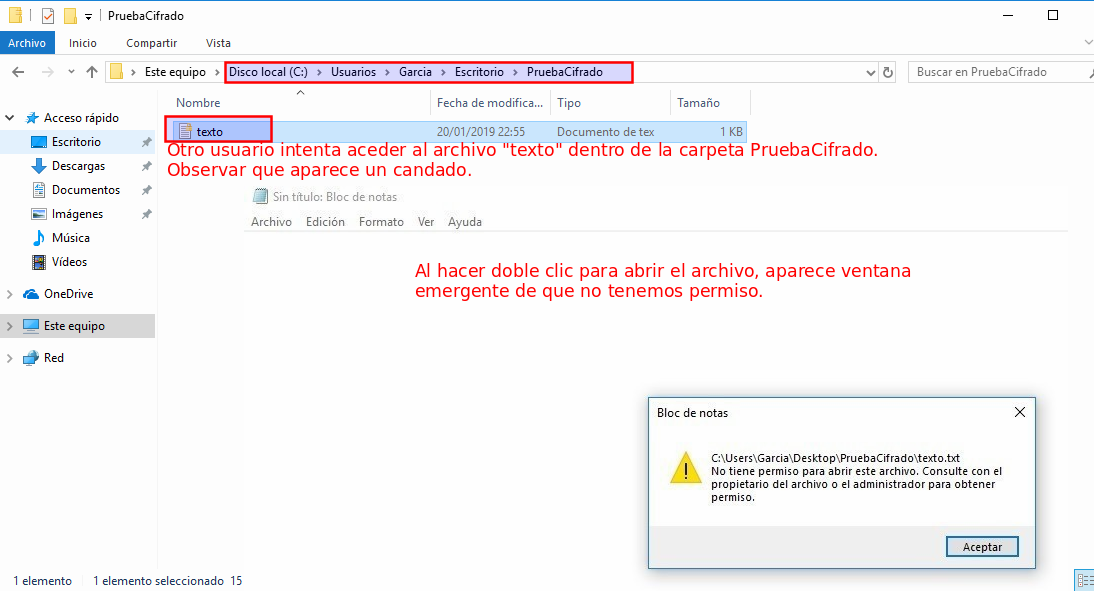 PruebaCifrado
Archivo Inicio Compartir Vista
Este equipo Disco local (C:) Usuarios Garcia Escritorio PruebaCifrado
Buscar en PruebaCifrado
Nombre Fecha de modifica... Tipo Tamaño
texto 20/01/2019 22:55 Documento de tex 1 KB
Otro usuario intenta aceder al archivo "texto" dentro de la carpeta PruebaCifrado.
Observar que aparece un candado.
Acceso rápido
Escritorio
Descargas
Documentos
Imágenes
Música
Vídeos
OneDrive
Este equipo
Red
Sin título: Bloc de notas
Archivo Edición Formato Ver Ayuda
Al hacer doble clic para abrir el archivo, aparece ventana
emergente de que no tenemos permiso.
Bloc de notas
C:\Users\Garcia\Desktop\PruebaCifrado\texto.txt
No tiene permiso para abrir este archivo. Consulte con el
propietario del archivo o el administrador para obtener
permiso.
Aceptar
1 elemento 1 elemento seleccionado 15